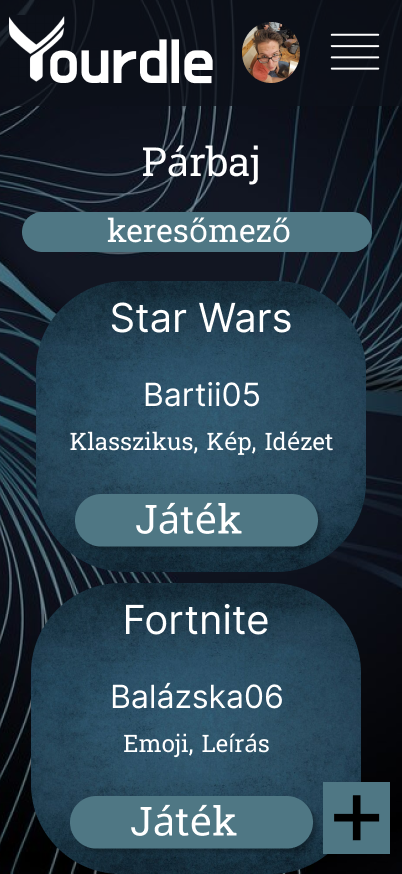 Yourdle
Párbaj
keresőmező
Star Wars
Bartii05
Klasszikus, Kép, Idézet
Játék
Fortnite
Balázska06
Emoji, Leírás
Játék
+